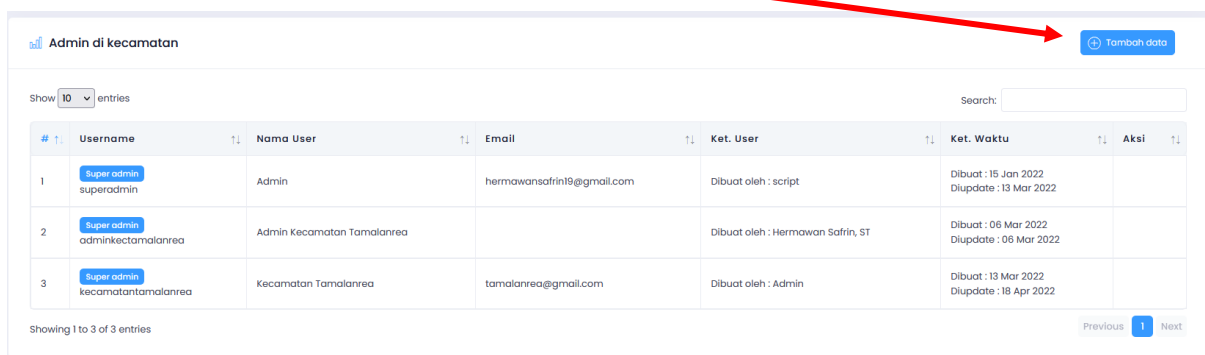 Admin di kecamatan
Tambah data
Show 10 entries
Search:
# Username Nama User Email Ket. User Ket. Waktu Aksi
1 Super admin superadmin Admin hermawansafrin19@gmail.com Dibuat oleh : script Dibuat : 15 Jan 2022 Diupdate : 13 Mar 2022
2 Super admin adminkectamalanrea Admin Kecamatan Tamalanrea Dibuat oleh : Hermawan Safrin, ST Dibuat : 06 Mar 2022 Diupdate : 06 Mar 2022
3 Super admin kecamatantamalanrea Kecamatan Tamalanrea tamalanrea@gmail.com Dibuat oleh : Admin Dibuat : 13 Mar 2022 Diupdate : 18 Apr 2022
Showing 1 to 3 of 3 entries
Previous 1 Next